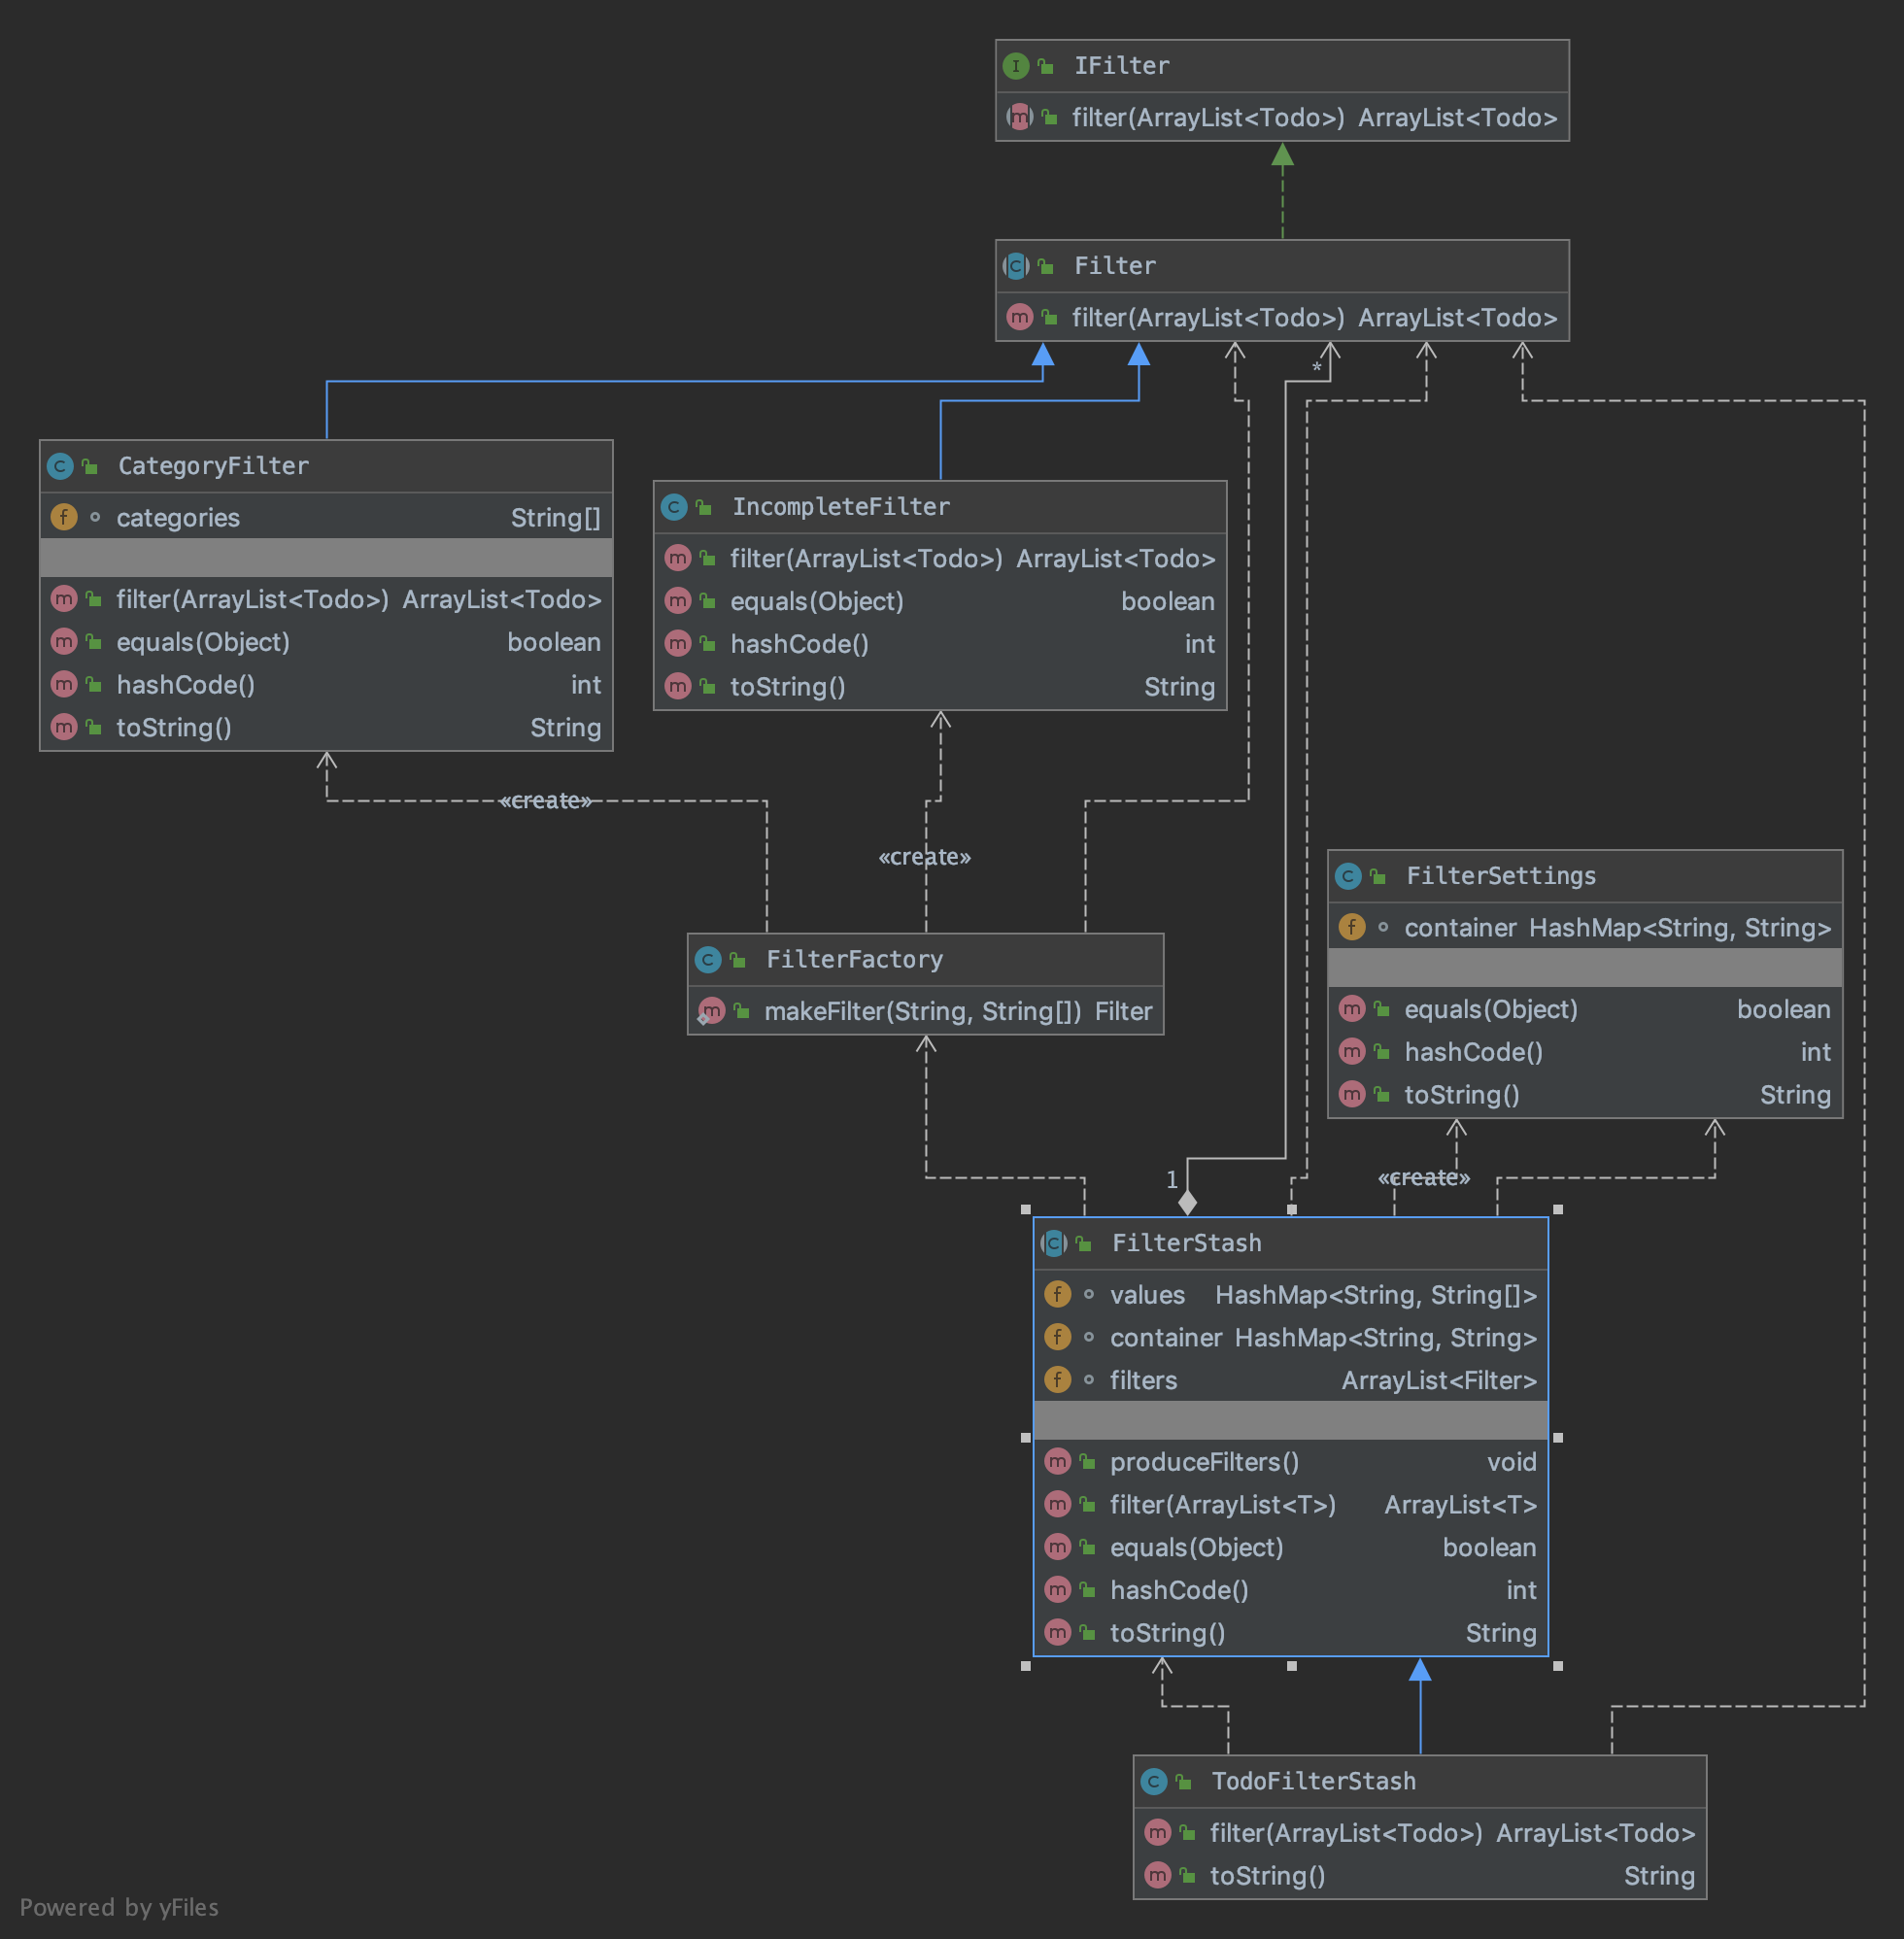 IFilter
filter(ArrayList<Todo>) ArrayList<Todo>
Filter
filter(ArrayList<Todo>) ArrayList<Todo>
*
CategoryFilter
categories String[]
filter(ArrayList<Todo>) ArrayList<Todo>
equals(Object) boolean
hashCode() int
toString() String
IncompleteFilter
filter(ArrayList<Todo>) ArrayList<Todo>
equals(Object) boolean
hashCode() int
toString() String
«create»
«create»
FilterSettings
container HashMap<String, String>
equals(Object) boolean
hashCode() int
toString() String
FilterFactory
makeFilter(String, String[]) Filter
1
«create»
FilterStash
values HashMap<String, String[]>
container HashMap<String, String>
filters ArrayList<Filter>
produceFilters() void
filter(ArrayList<T>) ArrayList<T>
equals(Object) boolean
hashCode() int
toString() String
TodoFilterStash
filter(ArrayList<Todo>) ArrayList<Todo>
toString() String
Powered by yFiles